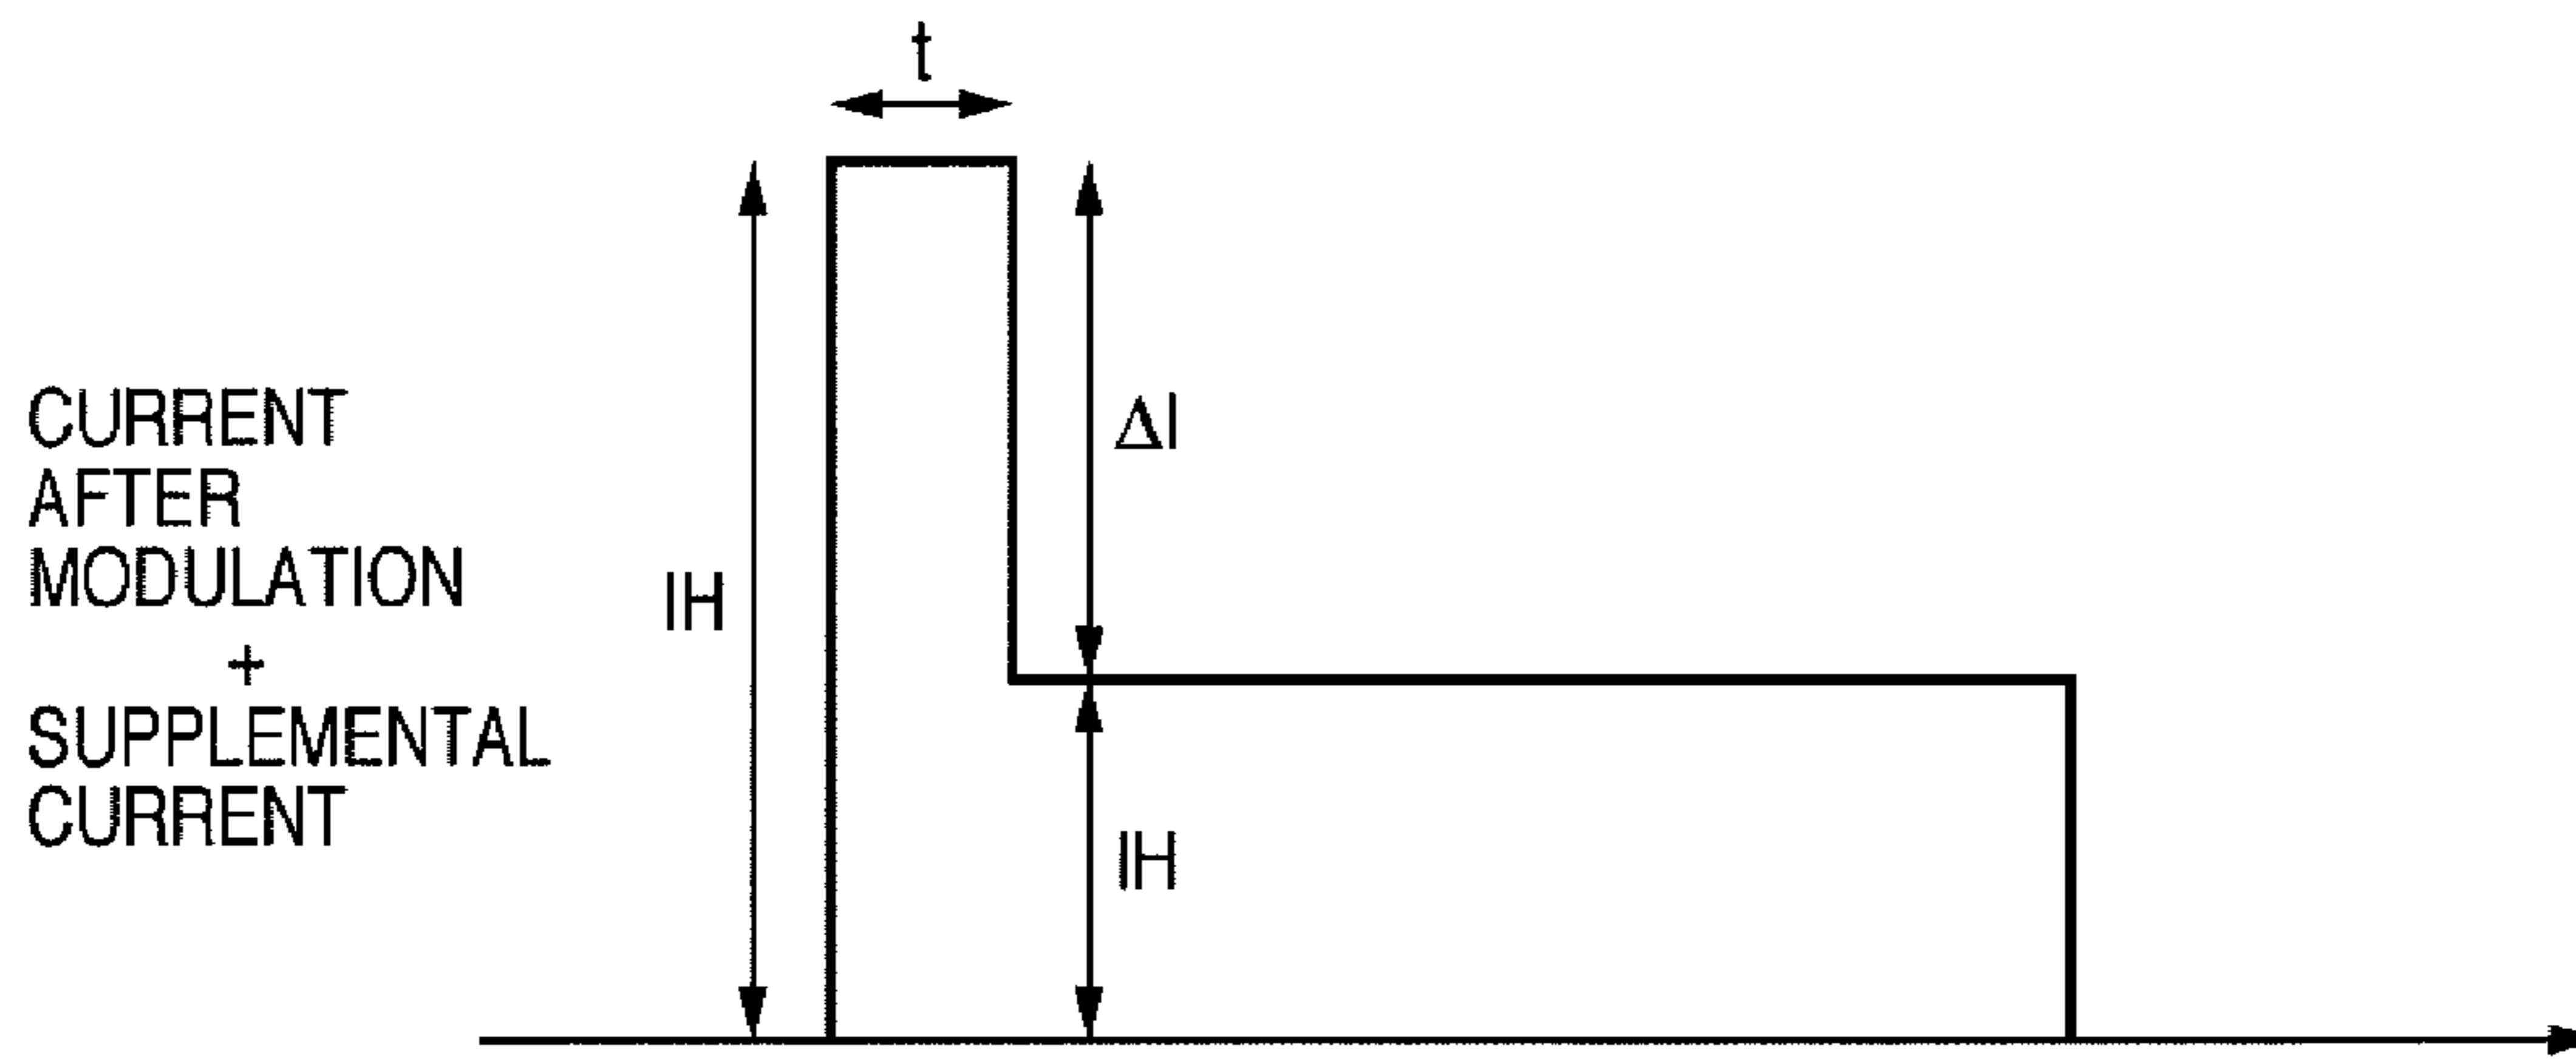 t
CURRENT
AFTER
MODULATION
+
SUPPLEMENTAL
CURRENT
IH
ΔI
IH